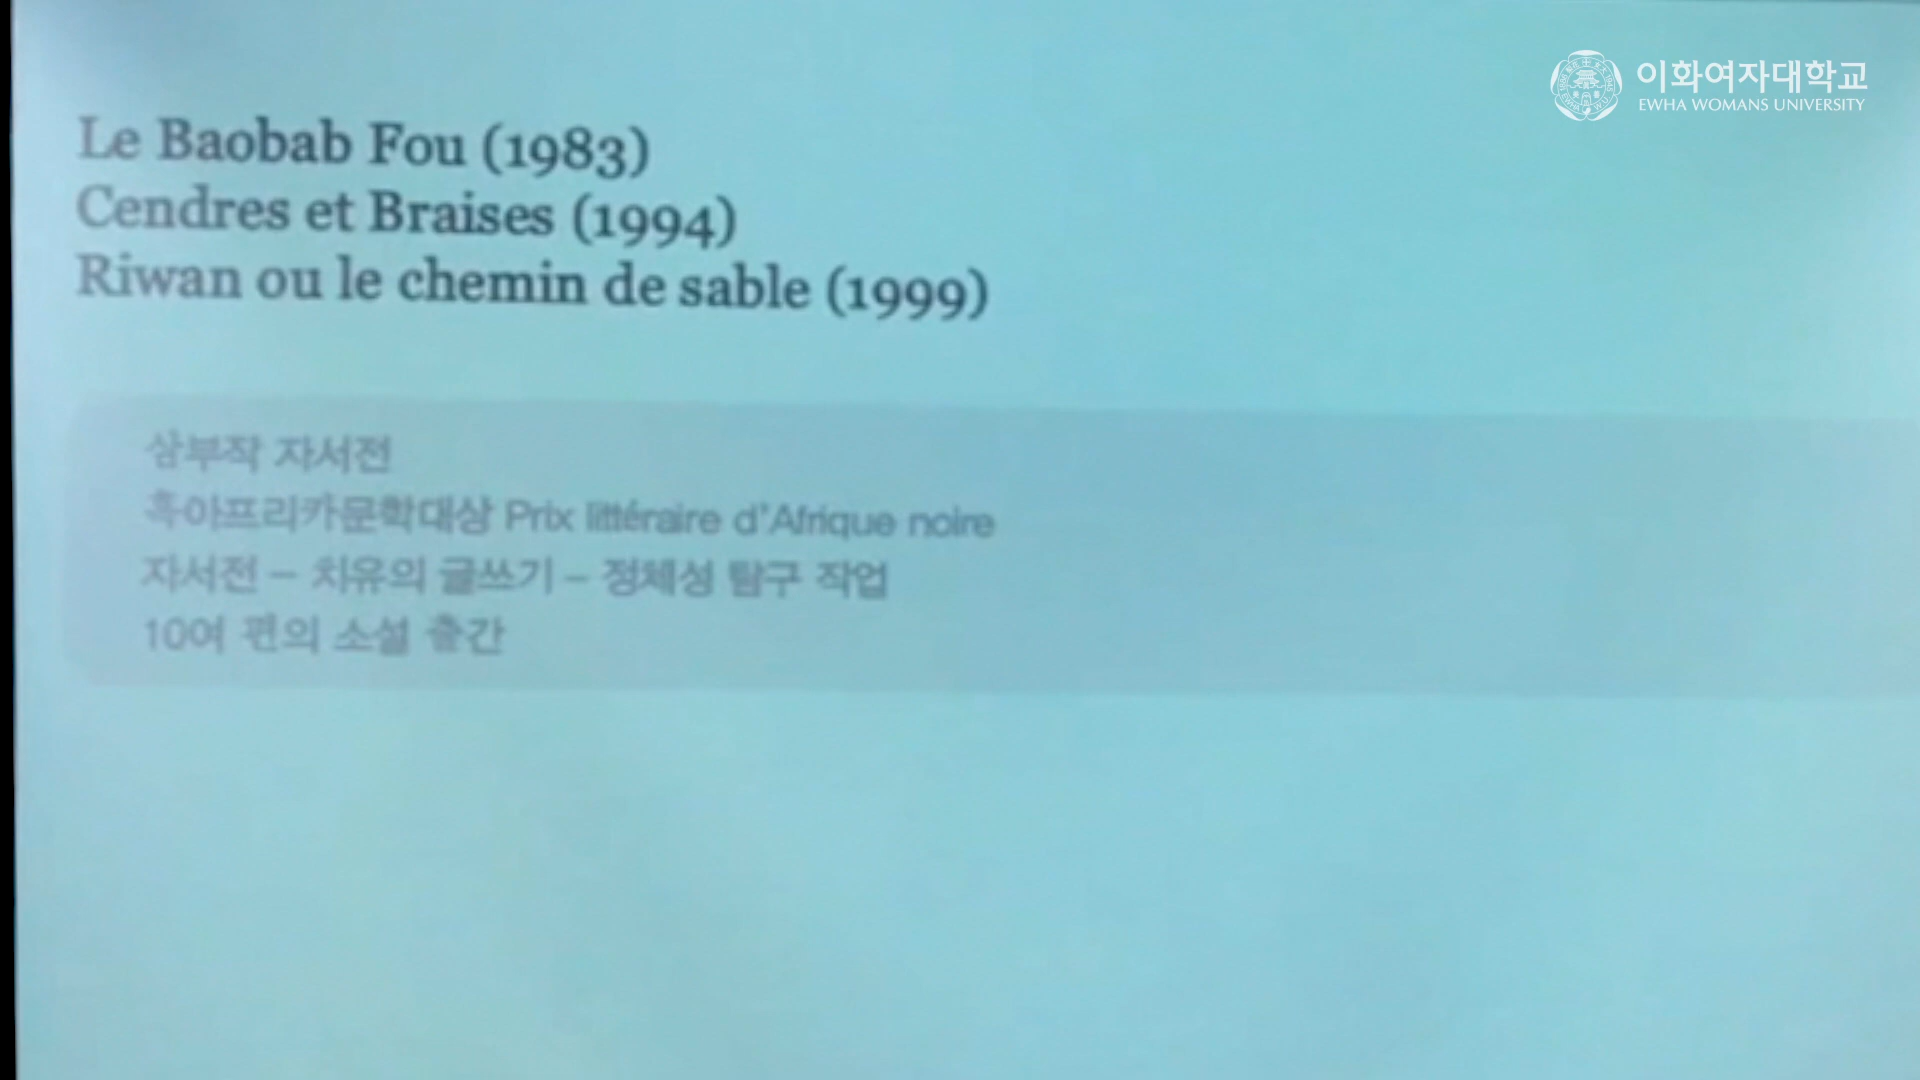 이화여자대학교
EWHA WOMANS UNIVERSITY
Le Baobab Fou (1983)
Cendres et Braises (1994)
Riwan ou le chemin de sable (1999)
삼부작 자서전
흑아프리카문학대상 Prix littéraire d'Afrique noire
자서전 – 치유의 글쓰기 – 정체성 탐구 작업
10여 편의 소설 출간